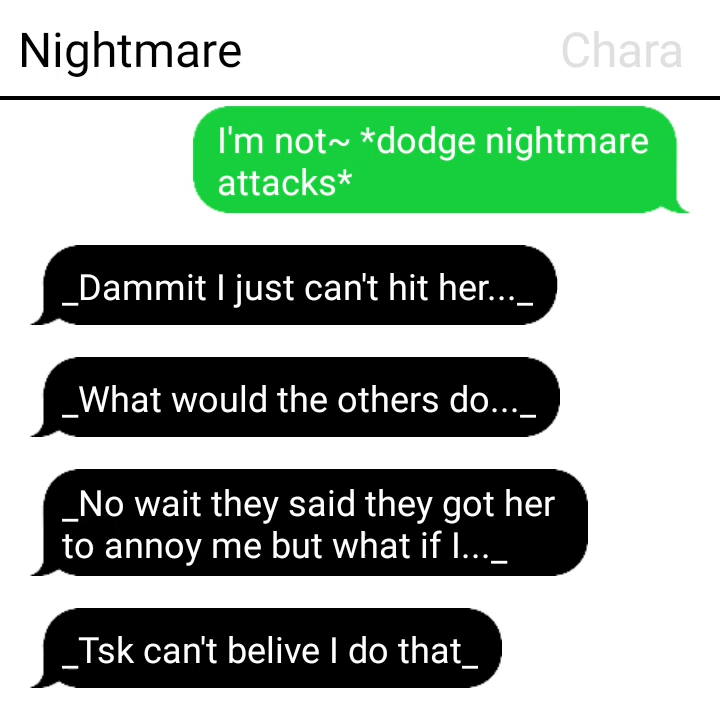 Nightmare
Chara
I'm not~ *dodge nightmare
attacks*
_Dammit I just can't hit her..._
_What would the others do..._
_No wait they said they got her
to annoy me but what if I..._
_Tsk can't belive I do that_